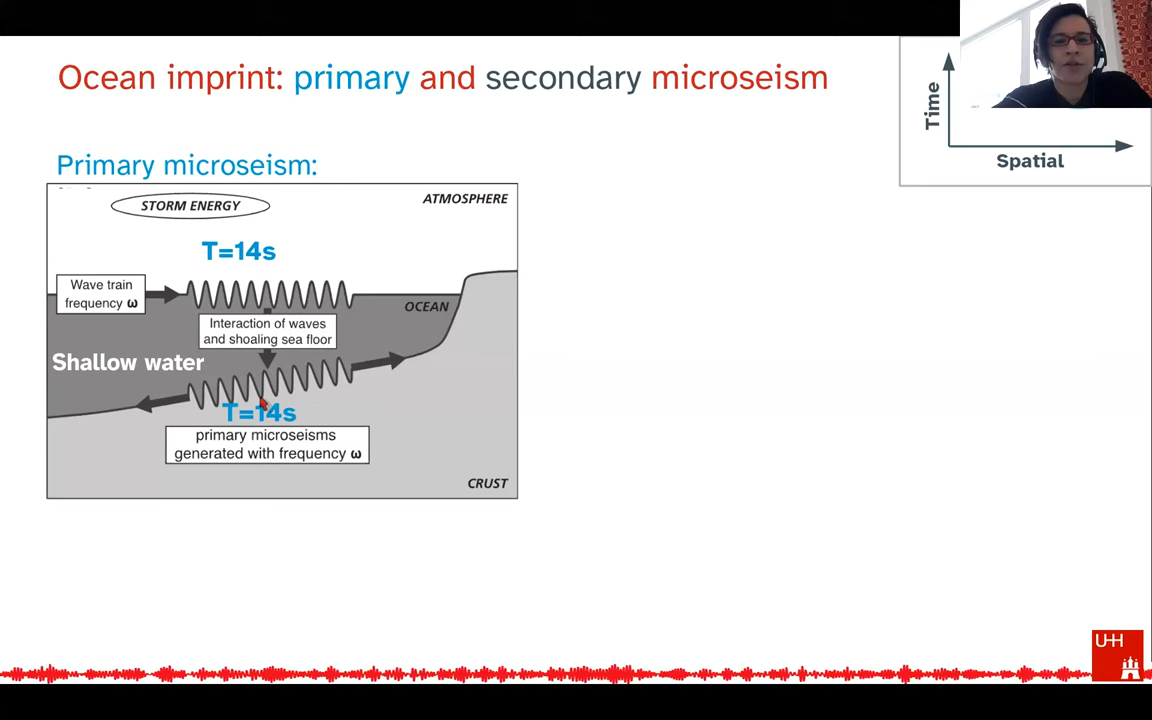 Ocean imprint: primary and secondary microseism
Time
Spatial
Primary microseism:
STORM ENERGY
ATMOSPHERE
T=14s
Wave train
frequency ω
OCEAN
Interaction of waves
and shoaling sea floor
Shallow water
T=14s
primary microseisms
generated with frequency ω
CRUST
UHH